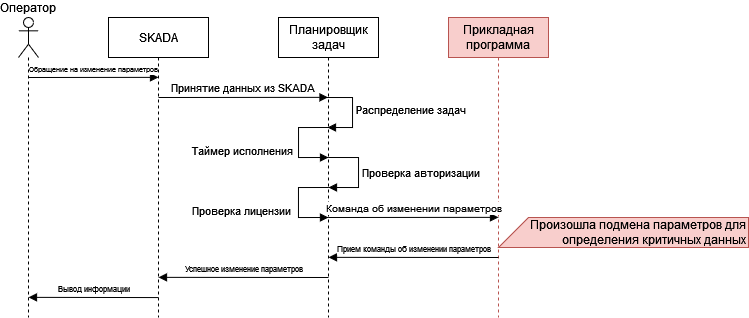 Оператор
SKADA
Планировщик
задач
Прикладная
программа
Обращение на изменение параметров
Принятие данных из SKADA
Распределение задач
Таймер исполнения
Проверка авторизации
Проверка лицензии
Команда об изменении параметров
Произошла подмена параметров для
определения критичных данных
Прием команды об изменении параметров
Успешное изменение параметров
Вывод информации